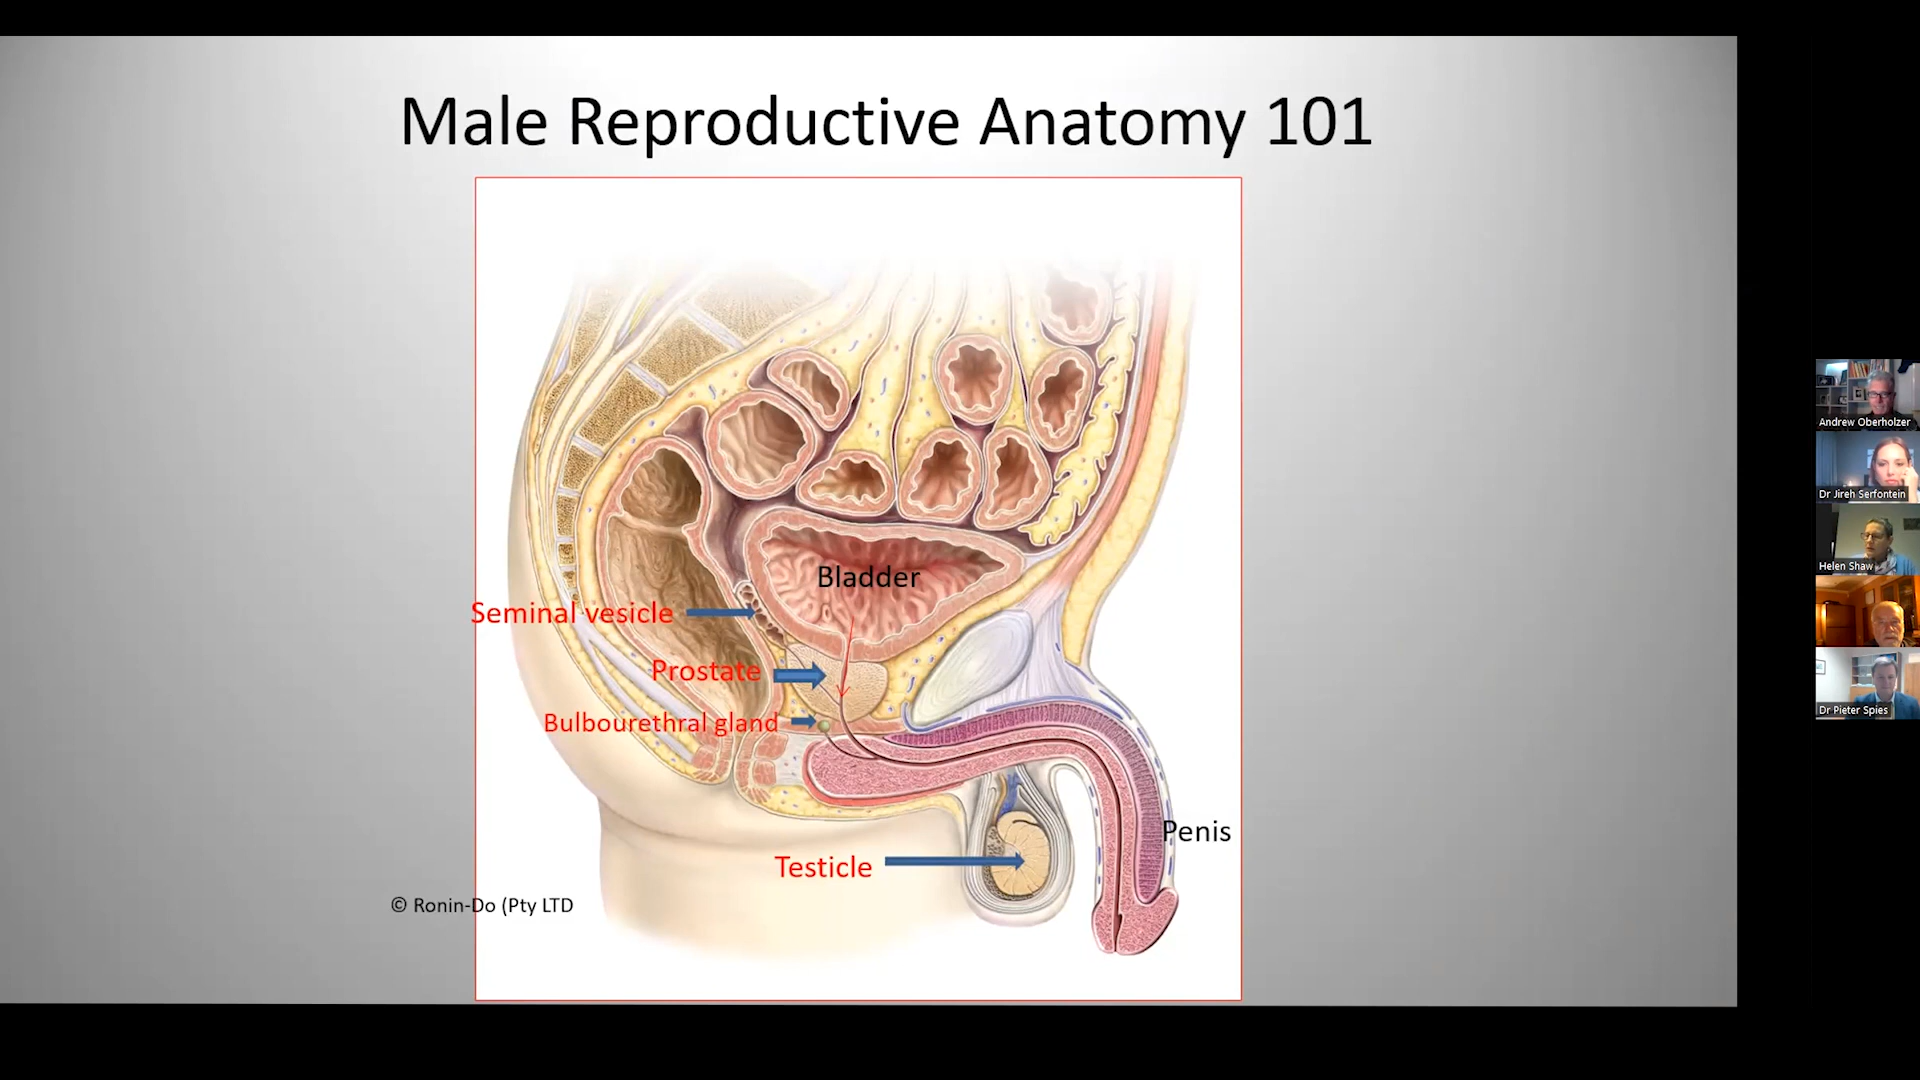 Male Reproductive Anatomy 101
Bladder
Seminal vesicle
Prostate
Bulbourethral gland
Penis
Testicle
© Ronin-Do (Pty LTD
Andrew Oberholzer
Dr Jireh Serfontein
Helen Shaw
Dr Pieter Spies